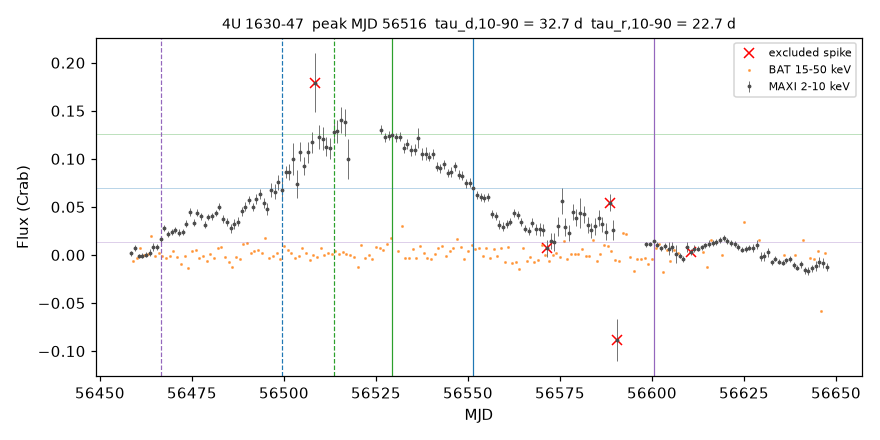 4U 1630-47  peak MJD 56516  tau_d,10-90 = 32.7 d  tau_r,10-90 = 22.7 d
excluded spike
BAT 15-50 keV
MAXI 2-10 keV
Flux (Crab)
0.20
0.15
0.10
0.05
0.00
−0.05
−0.10
56450 56475 56500 56525 56550 56575 56600 56625 56650
MJD